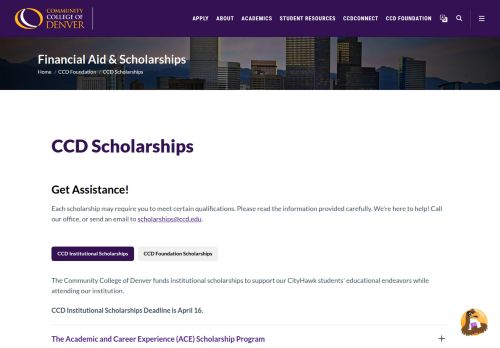 COMMUNITY
COLLEGE OF
DENVER
APPLY ABOUT ACADEMICS STUDENT RESOURCES CCDCONNECT CCD FOUNDATION
Financial Aid & Scholarships
Home / CCD Foundation / CCD Scholarships
CCD Scholarships
Get Assistance!
Each scholarship may require you to meet certain qualifications. Please read the information provided carefully. We're here to help! Call
our office, or send an email to scholarships@ccd.edu.
CCD Institutional Scholarships CCD Foundation Scholarships
The Community College of Denver funds institutional scholarships to support our CityHawk students' educational endeavors while
attending our institution.
CCD Institutional Scholarships Deadline is April 16.
The Academic and Career Experience (ACE) Scholarship Program